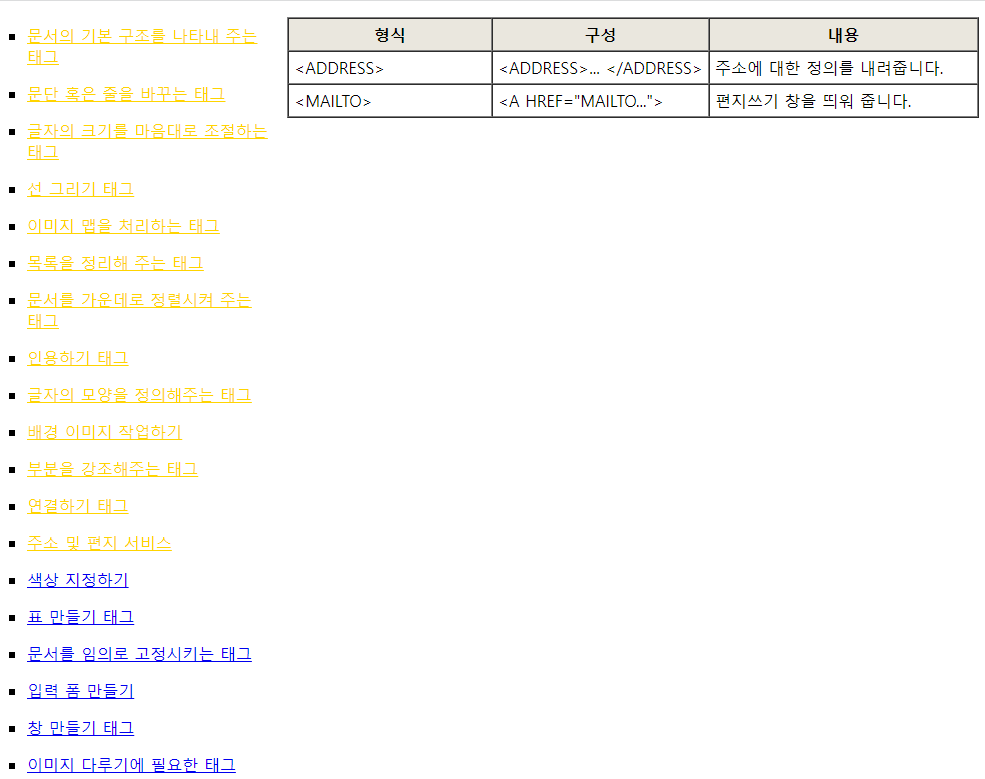 문서의 기본 구조를 나타내 주는
태그
문단 혹은 줄을 바꾸는 태그
글자의 크기를 마음대로 조절하는
태그
선 그리기 태그
이미지 맵을 처리하는 태그
목록을 정리해 주는 태그
문서를 가운데로 정렬시켜 주는
태그
인용하기 태그
글자의 모양을 정의해주는 태그
배경 이미지 작업하기
부분을 강조해주는 태그
연결하기 태그
주소 및 편지 서비스
색상 지정하기
표 만들기 태그
문서를 임의로 고정시키는 태그
입력 폼 만들기
창 만들기 태그
이미지 다루기에 필요한 태그
형식 구성 내용
<ADDRESS> <ADDRESS>... </ADDRESS> 주소에 대한 정의를 내려줍니다.
<MAILTO> <A HREF="MAILTO..."> 편지쓰기 창을 띄워 줍니다.